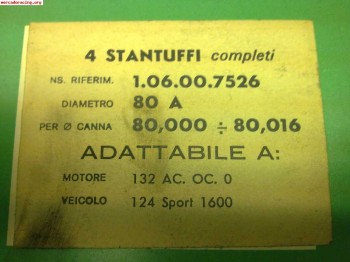 mercadoracing.org
4 STANTUFFI completi
NS. RIFERIM. 1.06.00.7526
DIAMETRO 80 A
PER Ø CANNA 80,000 ÷ 80,016
ADATTABILE A:
MOTORE 132 AC. OC. 0
VEICOLO 124 Sport 1600